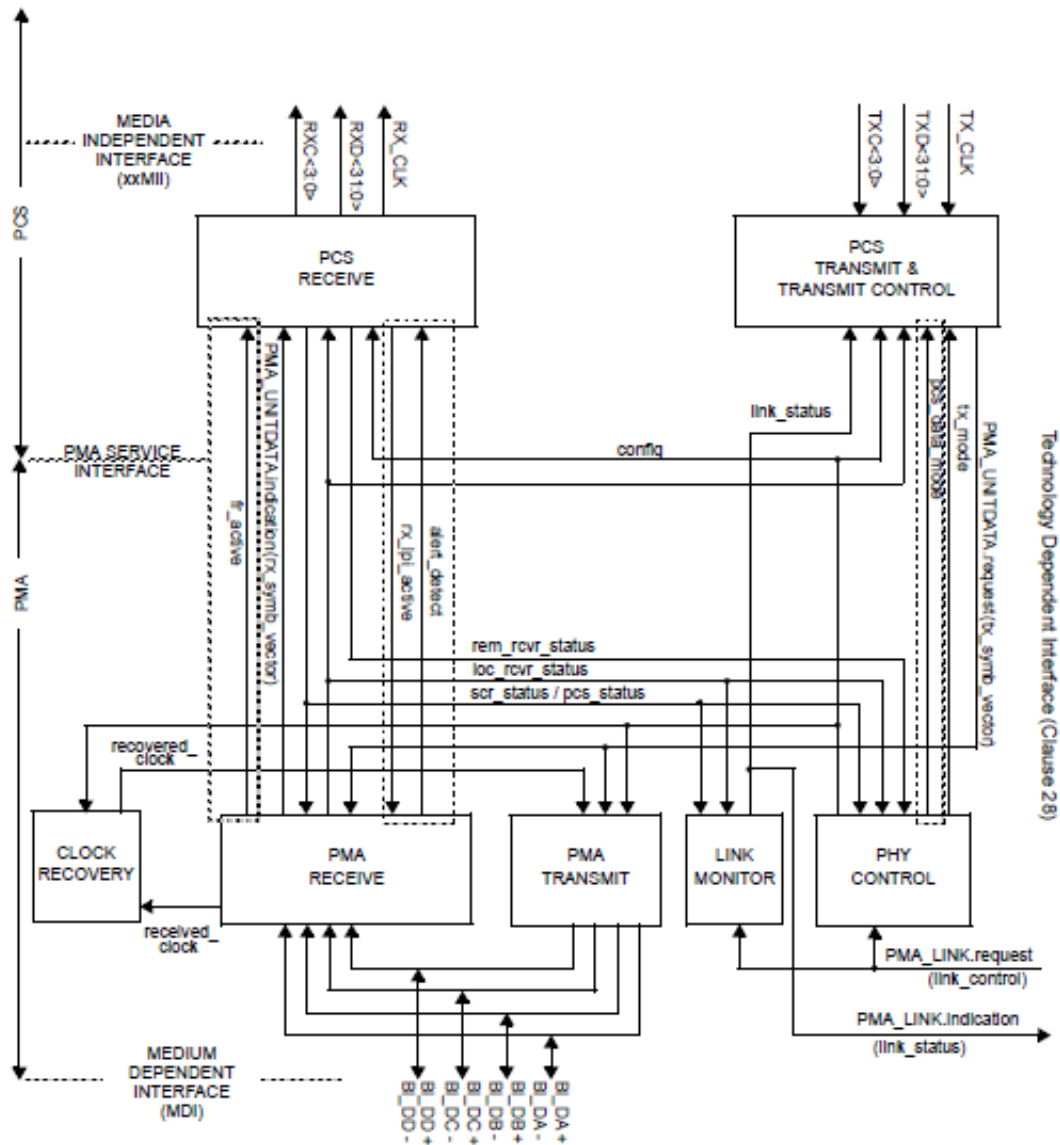 MEDIA
INDEPENDENT
INTERFACE
(xxMII)
RXC<3:0>
RXD<31:0>
RX_CLK
TXC<3:0>
TXD<31:0>
TX_CLK
PCS
PCS
RECEIVE
PCS
TRANSMIT &
TRANSMIT CONTROL
PMA SERVICE
INTERFACE
PMA
fr_active
PMA_UNITDATA.indication(rx_symb_vector)
rx_lpi_active
alert_detect
link_status
config
pcs_data_mode
tx_mode
PMA_UNITDATA.request(tx_symb_vector)
Technology Dependent Interface (Clause 28)
rem_rcvr_status
loc_rcvr_status
scr_status / pcs_status
recovered_
clock
CLOCK
RECOVERY
PMA
RECEIVE
PMA
TRANSMIT
LINK
MONITOR
PHY
CONTROL
received_
clock
PMA_LINK.request
(link_control)
PMA_LINK.indication
(link_status)
MEDIUM
DEPENDENT
INTERFACE
(MDI)
BI_DD -
BI_DD +
BI_DC -
BI_DC +
BI_DB -
BI_DB +
BI_DA -
BI_DA +